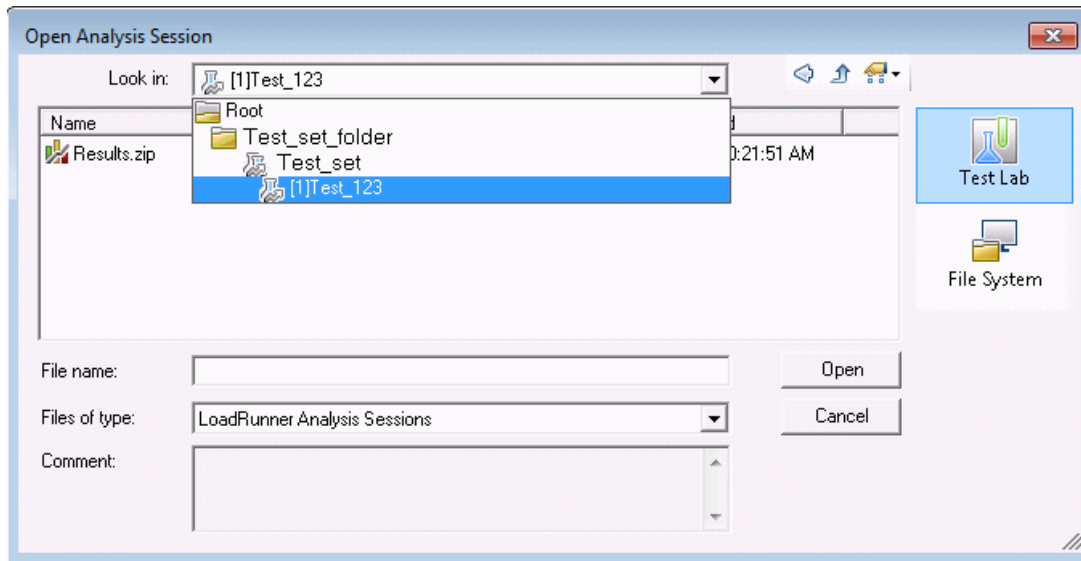 Open Analysis Session
Look in:
[1]Test_123
Root
Test_set_folder
Test_set
[1]Test_123
Name
Results.zip
0:21:51 AM
Test Lab
File System
File name:
Open
Files of type:
LoadRunner Analysis Sessions
Cancel
Comment: